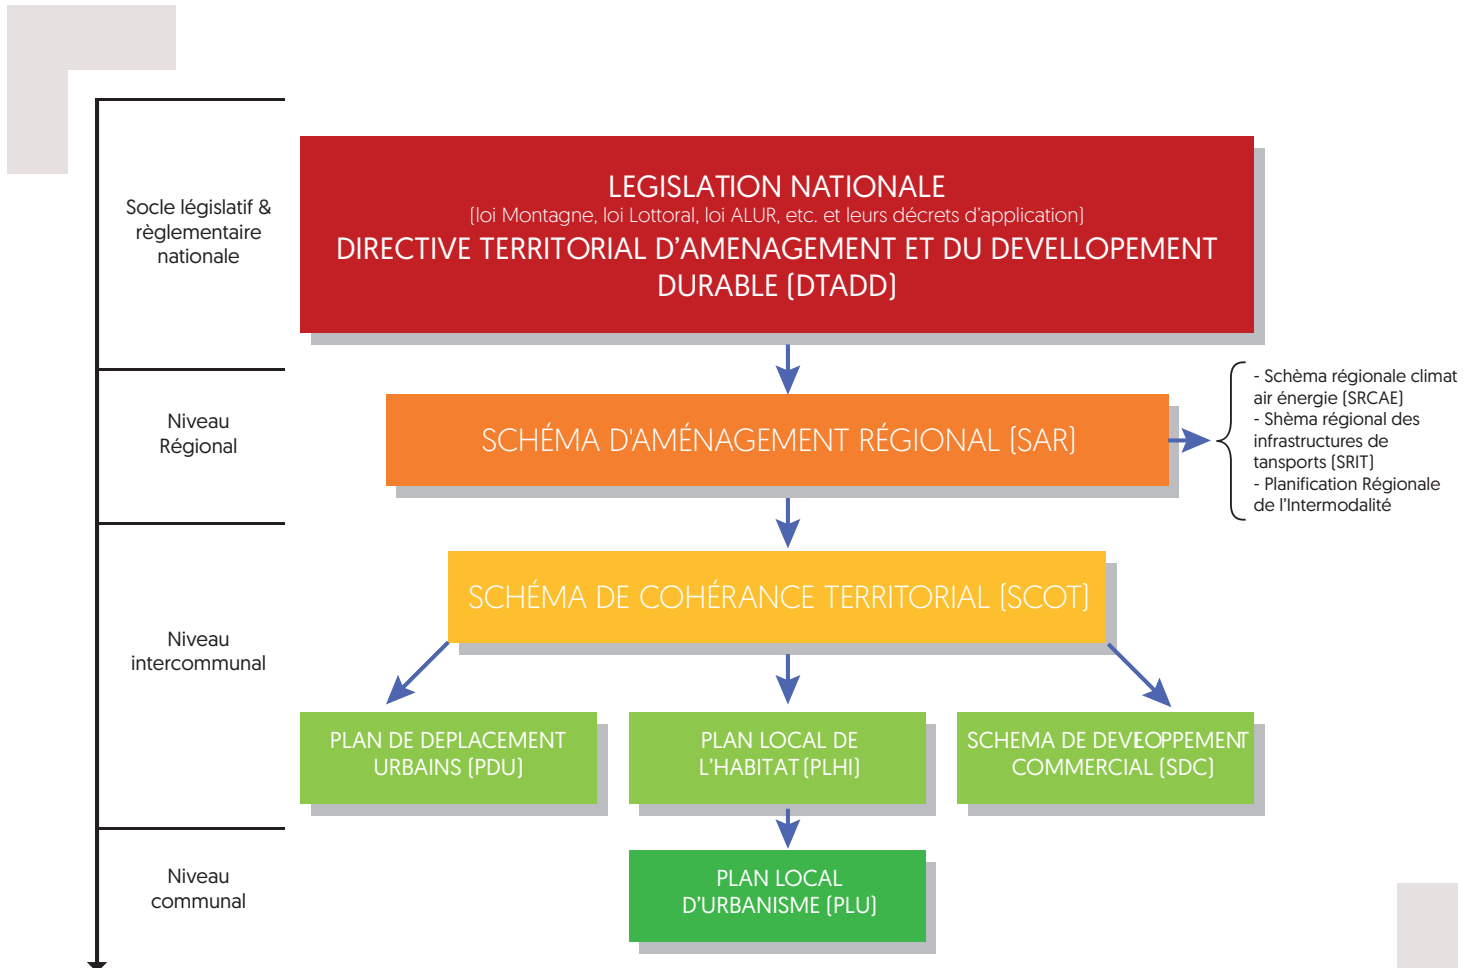 Socle législatif &
règlementaire
nationale
LEGISLATION NATIONALE
(loi Montagne, loi Lottoral, loi ALUR, etc. et leurs décrets d'application)
DIRECTIVE TERRITORIAL D'AMENAGEMENT ET DU DEVELLOPEMENT
DURABLE (DTADD)
Niveau
Régional
SCHÉMA D'AMÉNAGEMENT RÉGIONAL (SAR)
- Schèma régionale climat
air énergie (SRCAE)
- Shèma régional des
infrastructures de
tansports (SRIT)
- Planification Régionale
de l'Intermodalité
Niveau
intercommunal
SCHÉMA DE COHÉRANCE TERRITORIAL (SCOT)
PLAN DE DEPLACEMENT
URBAINS (PDU)
PLAN LOCAL DE
L'HABITAT (PLHI)
SCHEMA DE DEVELOPPEMENT
COMMERCIAL (SDC)
Niveau
communal
PLAN LOCAL
D'URBANISME (PLU)